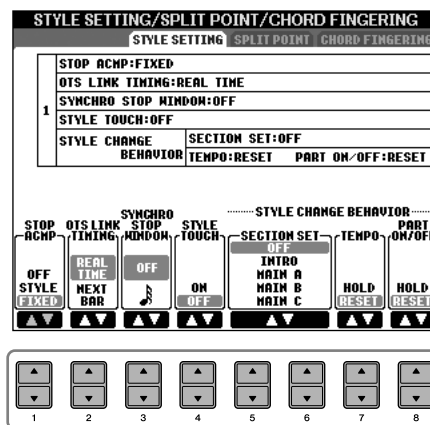 STYLE SETTING/SPLIT POINT/CHORD FINGERING
STYLE SETTING SPLIT POINT CHORD FINGERING
1
STOP ACMP:FIXED
OTS LINK TIMING:REAL TIME
SYNCHRO STOP WINDOW:OFF
STYLE TOUCH:OFF
STYLE CHANGE BEHAVIOR
SECTION SET:OFF
TEMPO:RESET PART ON/OFF:RESET
STYLE CHANGE BEHAVIOR
STOP ACMP
OTS LINK TIMING
SYNCHRO STOP WINDOW
STYLE TOUCH
SECTION SET
TEMPO
PART ON/OFF
OFF
STYLE
FIXED
REAL TIME
NEXT BAR
OFF
ON
OFF
OFF
INTRO
MAIN A
MAIN B
MAIN C
HOLD
RESET
HOLD
RESET
1 2 3 4 5 6 7 8